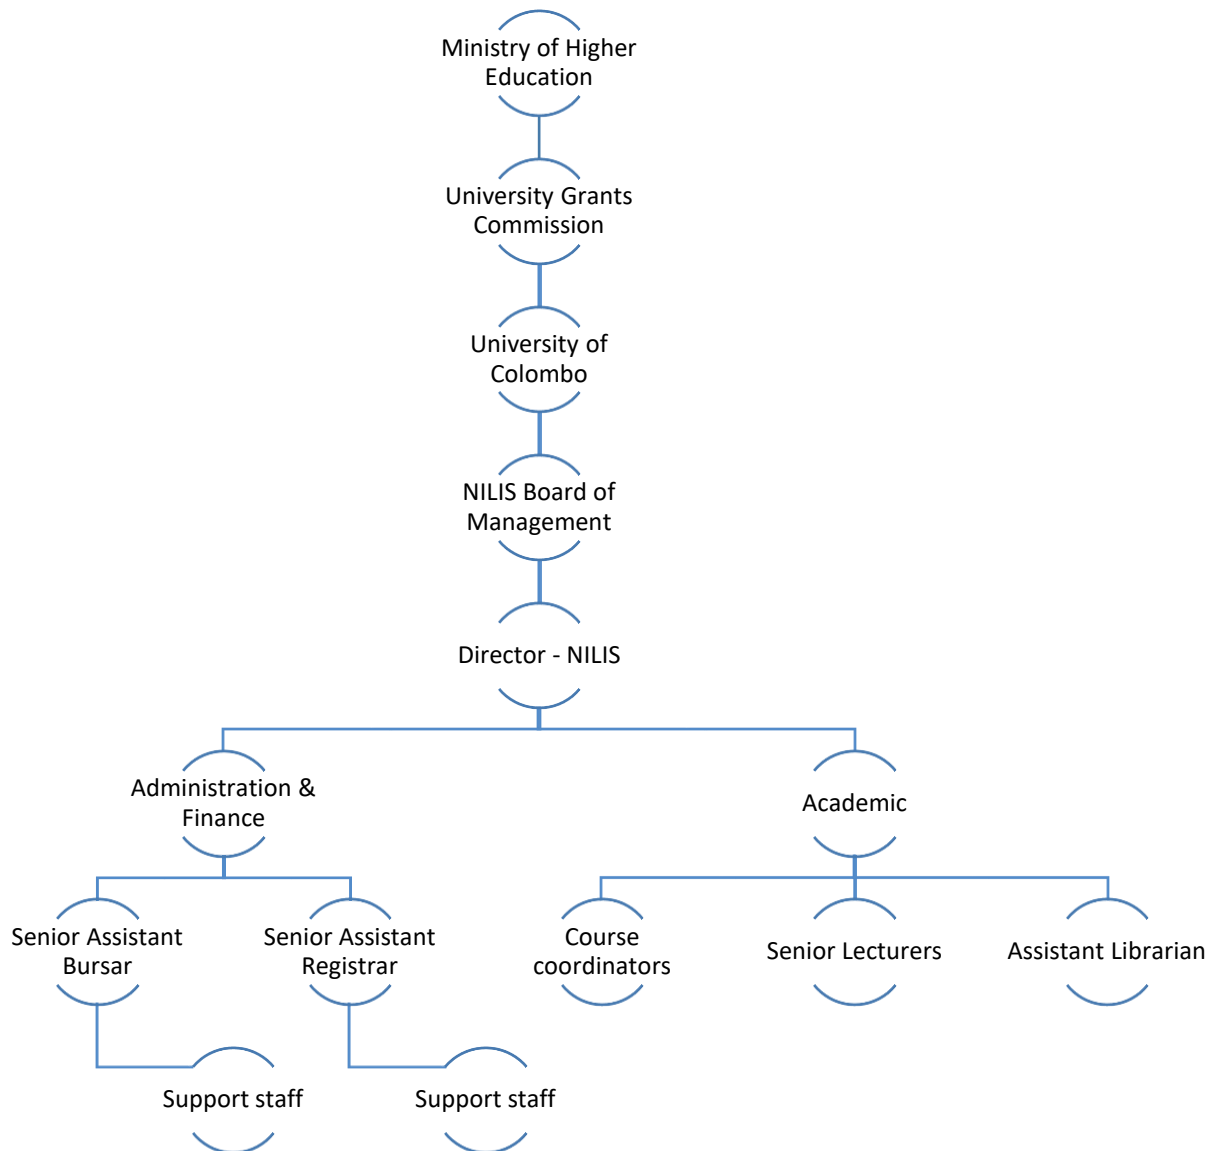 Ministry of Higher
Education
University Grants
Commission
University of
Colombo
NILIS Board of
Management
Director - NILIS
Administration &
Finance
Academic
Senior Assistant
Bursar
Senior Assistant
Registrar
Course
coordinators
Senior Lecturers
Assistant Librarian
Support staff
Support staff